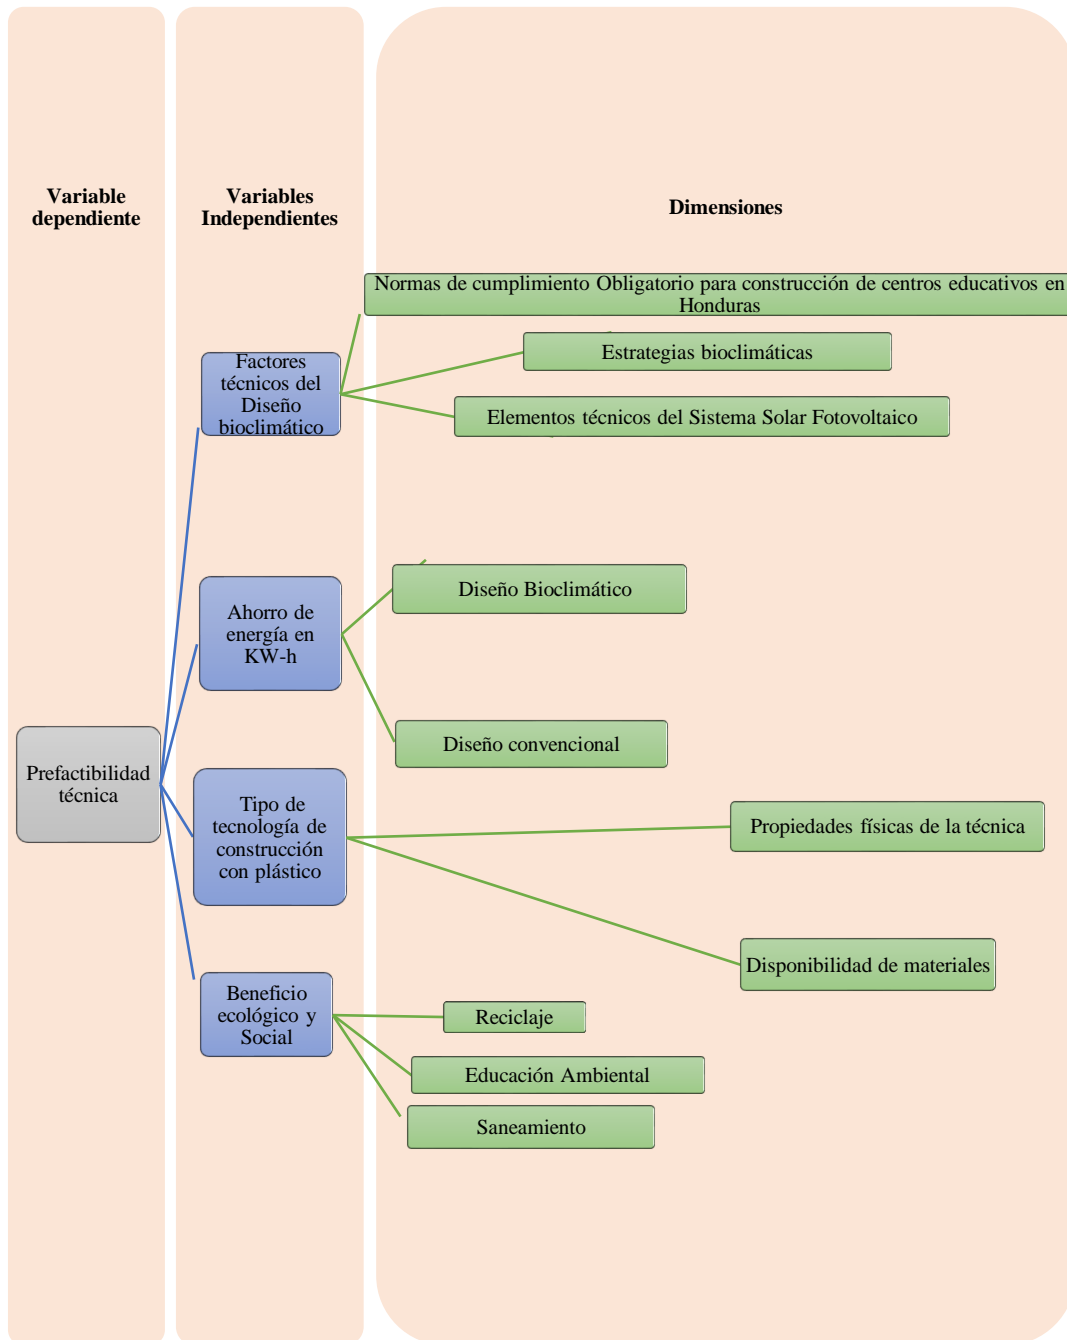 Variable
dependiente
Variables
Independientes
Dimensiones
Normas de cumplimiento Obligatorio para construcción de centros educativos en
Honduras
Estrategias bioclimáticas
Factores
técnicos del
Diseño
bioclimático
Elementos técnicos del Sistema Solar Fotovoltaico
Diseño Bioclimático
Ahorro de
energía en
KW-h
Diseño convencional
Prefactibilidad
técnica
Tipo de
tecnología de
construcción
con plástico
Propiedades físicas de la técnica
Disponibilidad de materiales
Beneficio
ecológico y
Social
Reciclaje
Educación Ambiental
Saneamiento